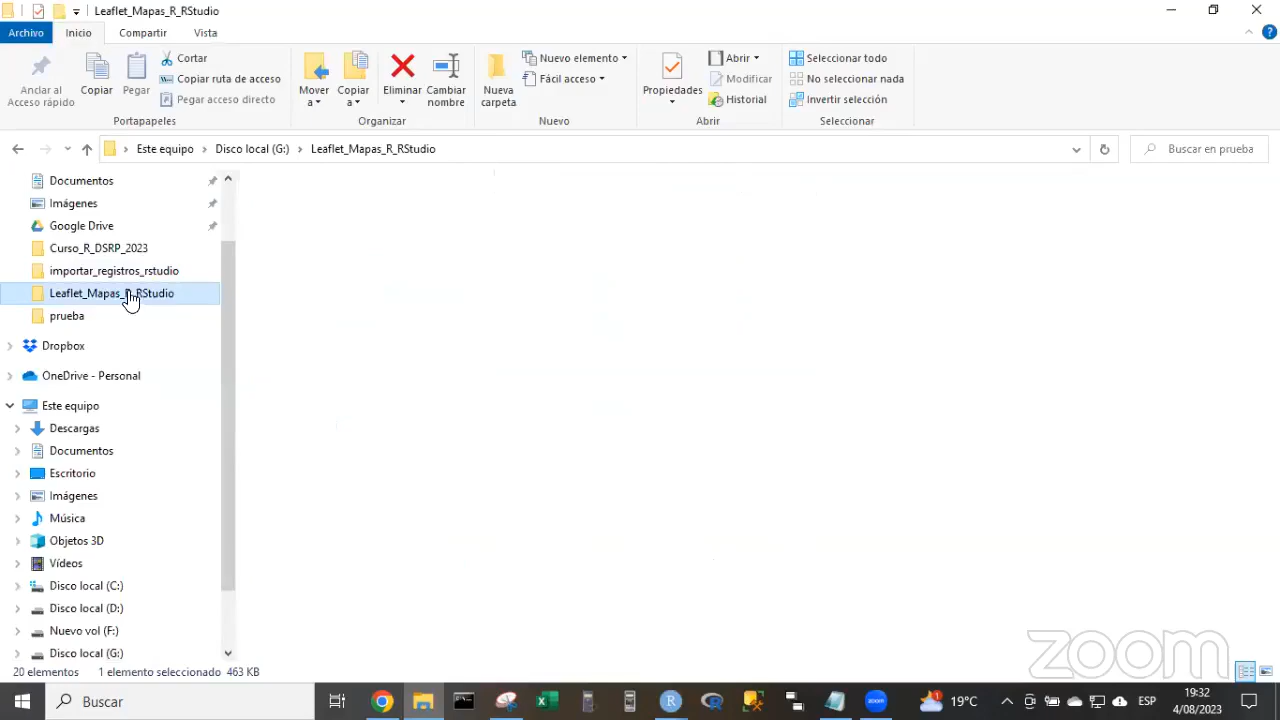 Leaflet_Mapas_R_RStudio
Archivo Inicio Compartir Vista
Anclar al Acceso rápido
Copiar
Pegar
Cortar
Copiar ruta de acceso
Pegar acceso directo
Portapapeles
Mover a
Copiar a
Eliminar
Cambiar nombre
Organizar
Nueva carpeta
Nuevo elemento
Fácil acceso
Nuevo
Propiedades
Abrir
Modificar
Historial
Abrir
Seleccionar todo
No seleccionar nada
Invertir selección
Seleccionar
Este equipo > Disco local (G:) > Leaflet_Mapas_R_RStudio
Buscar en prueba
Documentos
Imágenes
Google Drive
Curso_R_DSRP_2023
importar_registros_rstudio
Leaflet_Mapas_R_RStudio
prueba
Dropbox
OneDrive - Personal
Este equipo
Descargas
Documentos
Escritorio
Imágenes
Música
Objetos 3D
Vídeos
Disco local (C:)
Disco local (D:)
Nuevo vol (F:)
Disco local (G:)
20 elementos 1 elemento seleccionado 463 KB
zoom
Buscar
zoom
1
19°C
ESP
19:32
4/08/2023